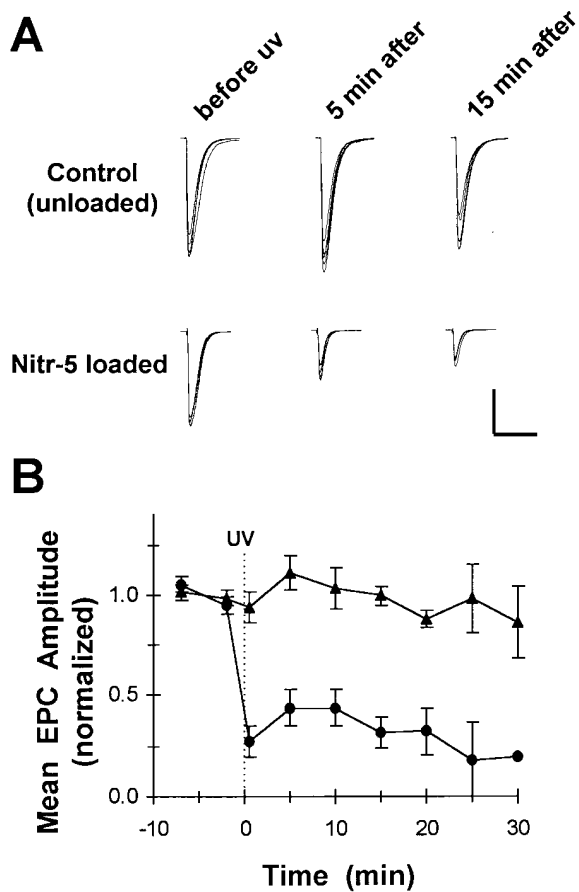 A
before uv
5 min after
15 min after
Control
(unloaded)
Nitr-5 loaded
B
UV
Mean EPC Amplitude
(normalized)
1.0
0.5
0.0
-10
0
10
20
30
Time (min)